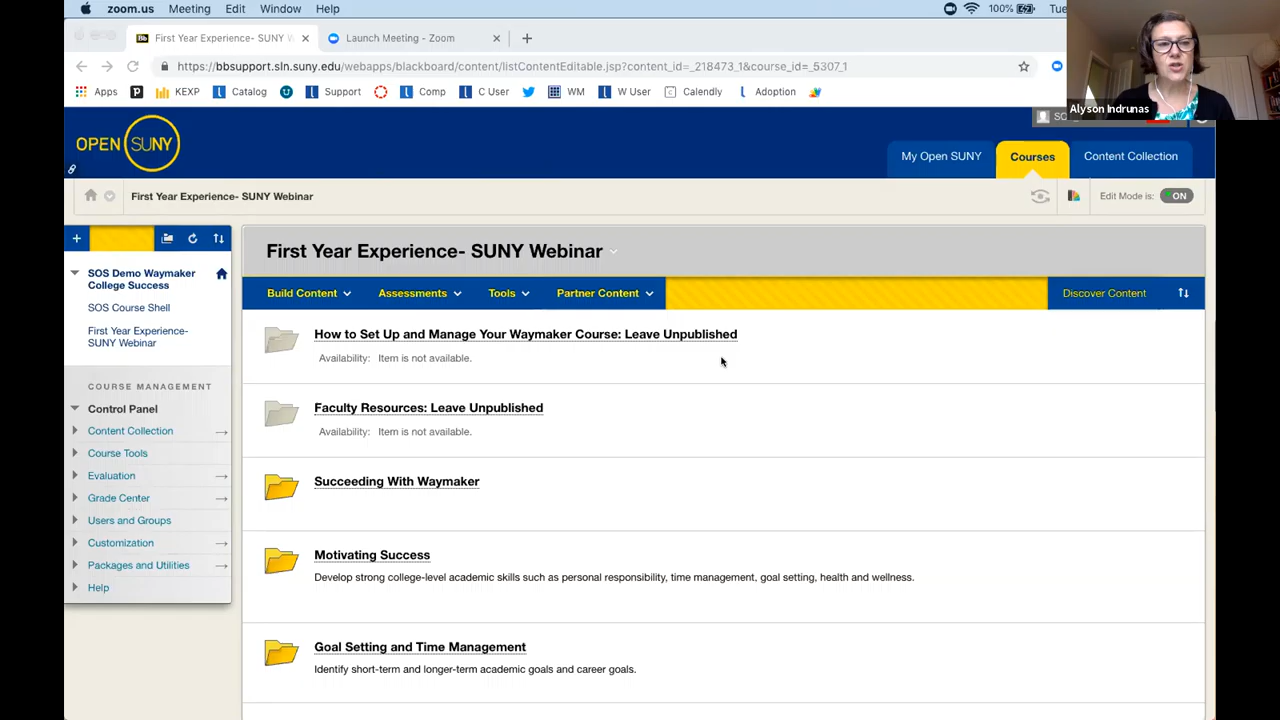 zoom.us Meeting Edit Window Help 100% Tue
First Year Experience- SUNY W
Launch Meeting - Zoom
https://bbsupport.sln.suny.edu/webapps/blackboard/content/listContentEditable.jsp?content_id=_218473_1&course_id=_5307_1
Apps KEXP Catalog Support Comp C User WM W User Calendly Adoption
Alyson Indrunas
OPEN SUNY
My Open SUNY Courses Content Collection
First Year Experience- SUNY Webinar
Edit Mode is: ON
SOS Demo Waymaker
College Success
SOS Course Shell
First Year Experience-
SUNY Webinar
COURSE MANAGEMENT
Control Panel
Content Collection
Course Tools
Evaluation
Grade Center
Users and Groups
Customization
Packages and Utilities
Help
First Year Experience- SUNY Webinar
Build Content Assessments Tools Partner Content Discover Content
How to Set Up and Manage Your Waymaker Course: Leave Unpublished
Availability: Item is not available.
Faculty Resources: Leave Unpublished
Availability: Item is not available.
Succeeding With Waymaker
Motivating Success
Develop strong college-level academic skills such as personal responsibility, time management, goal setting, health and wellness.
Goal Setting and Time Management
Identify short-term and longer-term academic goals and career goals.